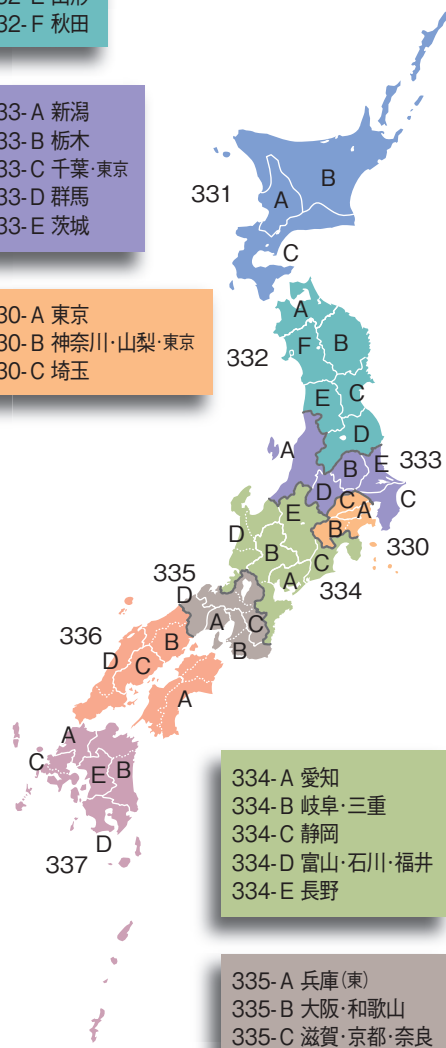 32-F 秋田
33-A 新潟
33-B 栃木
33-C 千葉・東京
33-D 群馬
33-E 茨城
30-A 東京
30-B 神奈川・山梨・東京
30-C 埼玉
331
A
B
C
332
A
F
B
E
C
D
333
A
B
E
D
C
330
C
A
B
334
E
D
B
C
A
335
D
A
C
B
336
B
D
C
A
337
A
C
E
B
D
334-A 愛知
334-B 岐阜・三重
334-C 静岡
334-D 富山・石川・福井
334-E 長野
335-A 兵庫(東)
335-B 大阪・和歌山
335-C 滋賀・京都・奈良